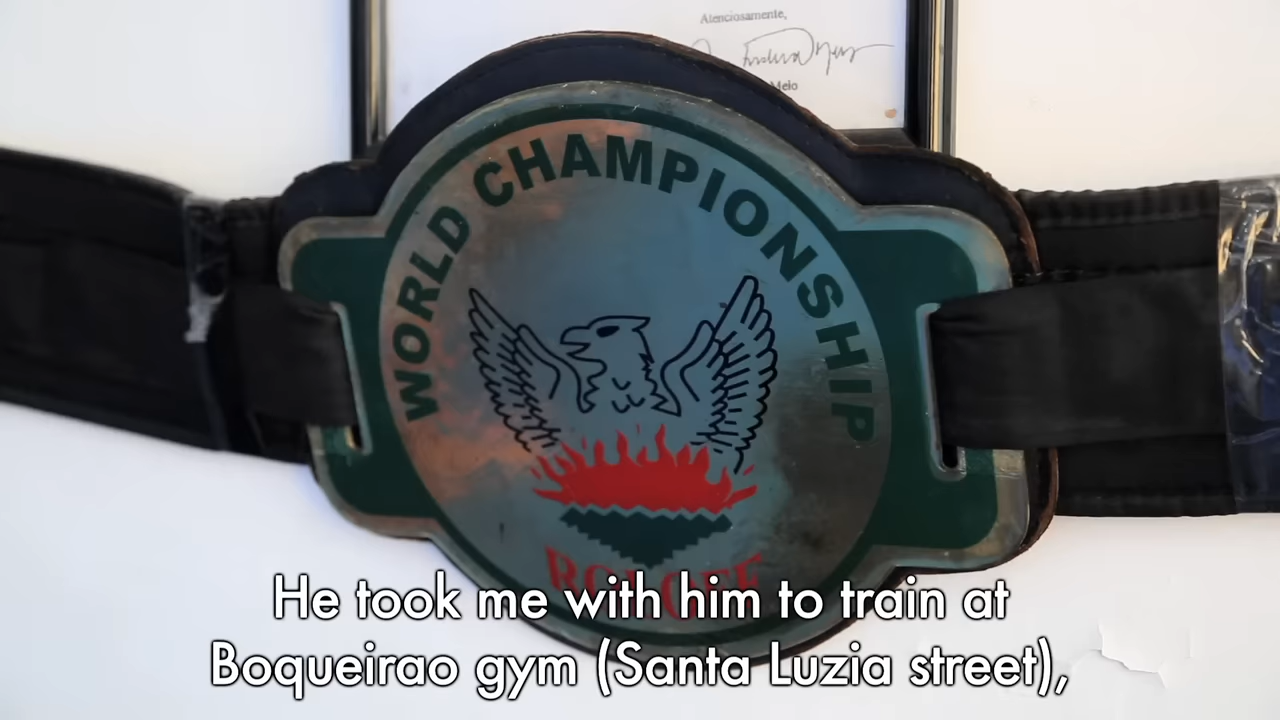 Atenciosamente,
Melo
WORLD CHAMPIONSHIP
He took me with him to train at
Boqueirao gym (Santa Luzia street),